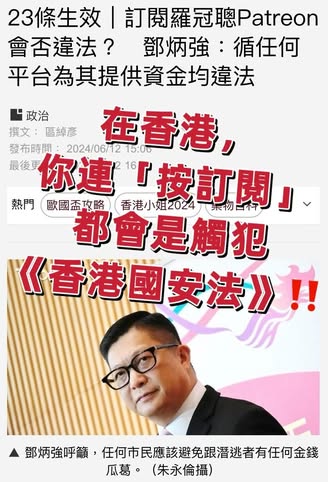 23條生效｜訂閱羅冠聰Patreon
會否違法？　鄧炳強：循任何
平台為其提供資金均違法
政治
撰文： 區綽彥
發布時間： 2024/06/12 15:06
最後更
在香港，
你連「按訂閱」
熱門
歐國盃攻略
香港小姐2024
都會是觸犯
《香港國安法》‼️
▲ 鄧炳強呼籲，任何市民應該避免跟潛逃者有任何金錢
瓜葛。（朱永倫攝）